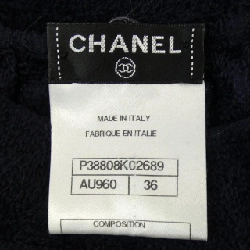 CHANEL
MADE IN ITALY
FABRIQUE EN ITALIE
P38808K02689
AU960 36
COMPOSITION